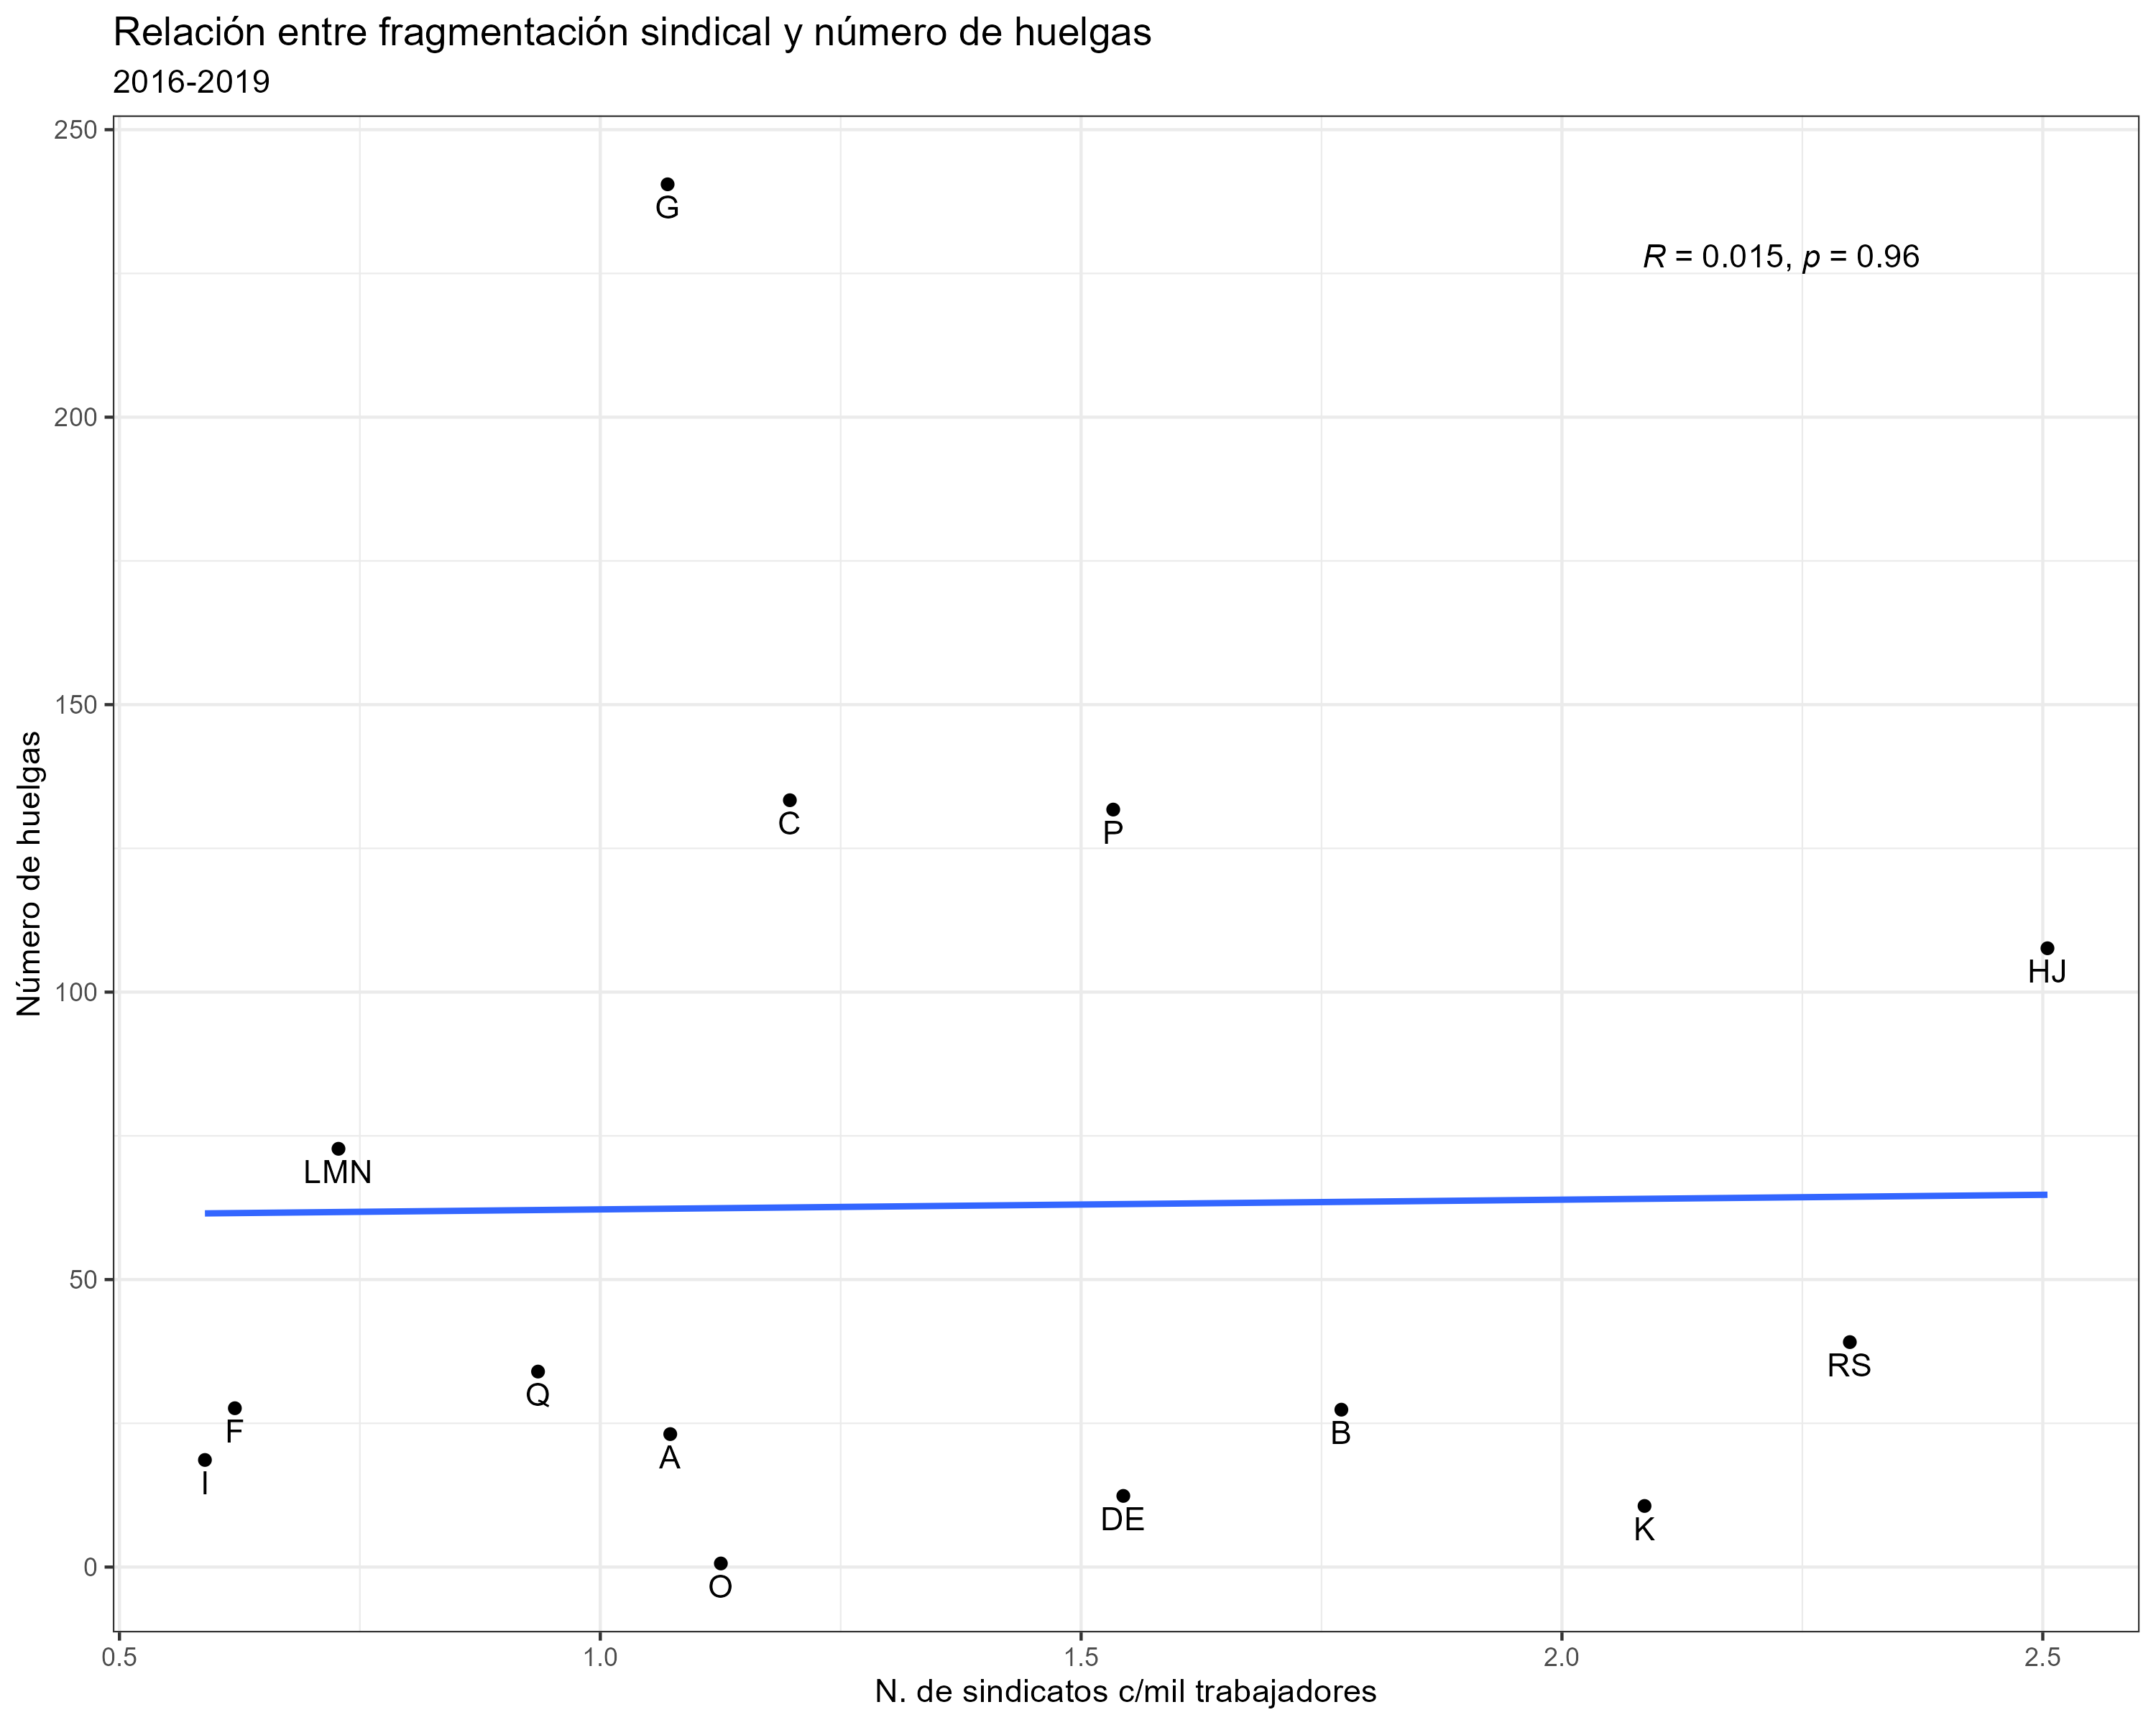 Relación entre fragmentación sindical y número de huelgas
2016-2019
250
200
150
100
50
0
Número de huelgas
G
R = 0.015, p = 0.96
C
P
HJ
LMN
RS
Q
F
B
A
I
DE
K
O
0.5 1.0 1.5 2.0 2.5
N. de sindicatos c/mil trabajadores